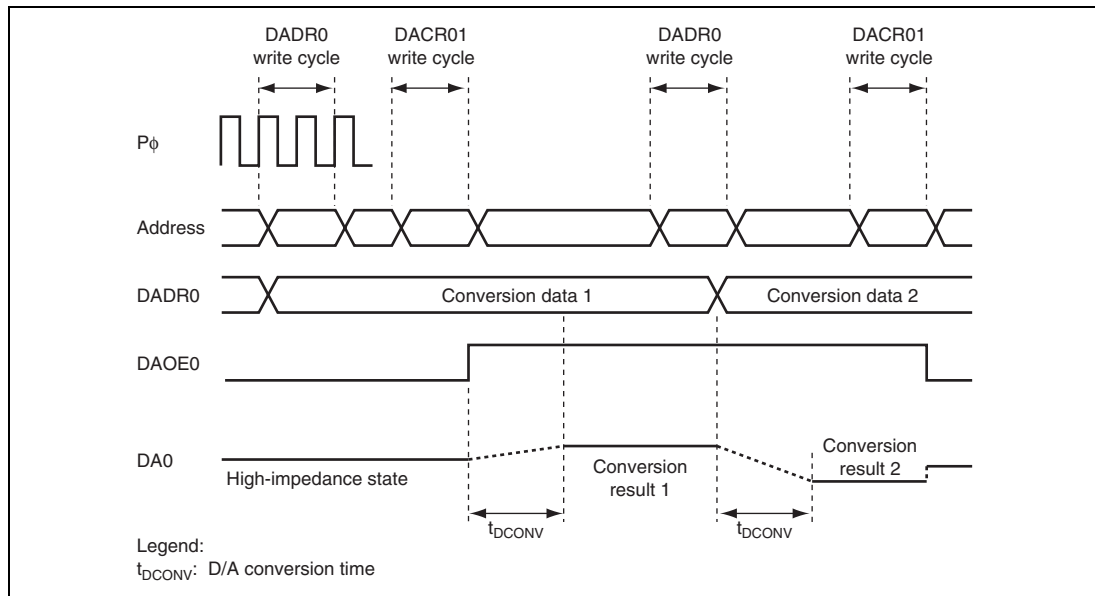 DADR0
write cycle
DACR01
write cycle
DADR0
write cycle
DACR01
write cycle
Pϕ
Address
DADR0
Conversion data 1
Conversion data 2
DAOE0
DA0
High-impedance state
Conversion
result 1
Conversion
result 2
tDCONV
tDCONV
Legend:
tDCONV: D/A conversion time